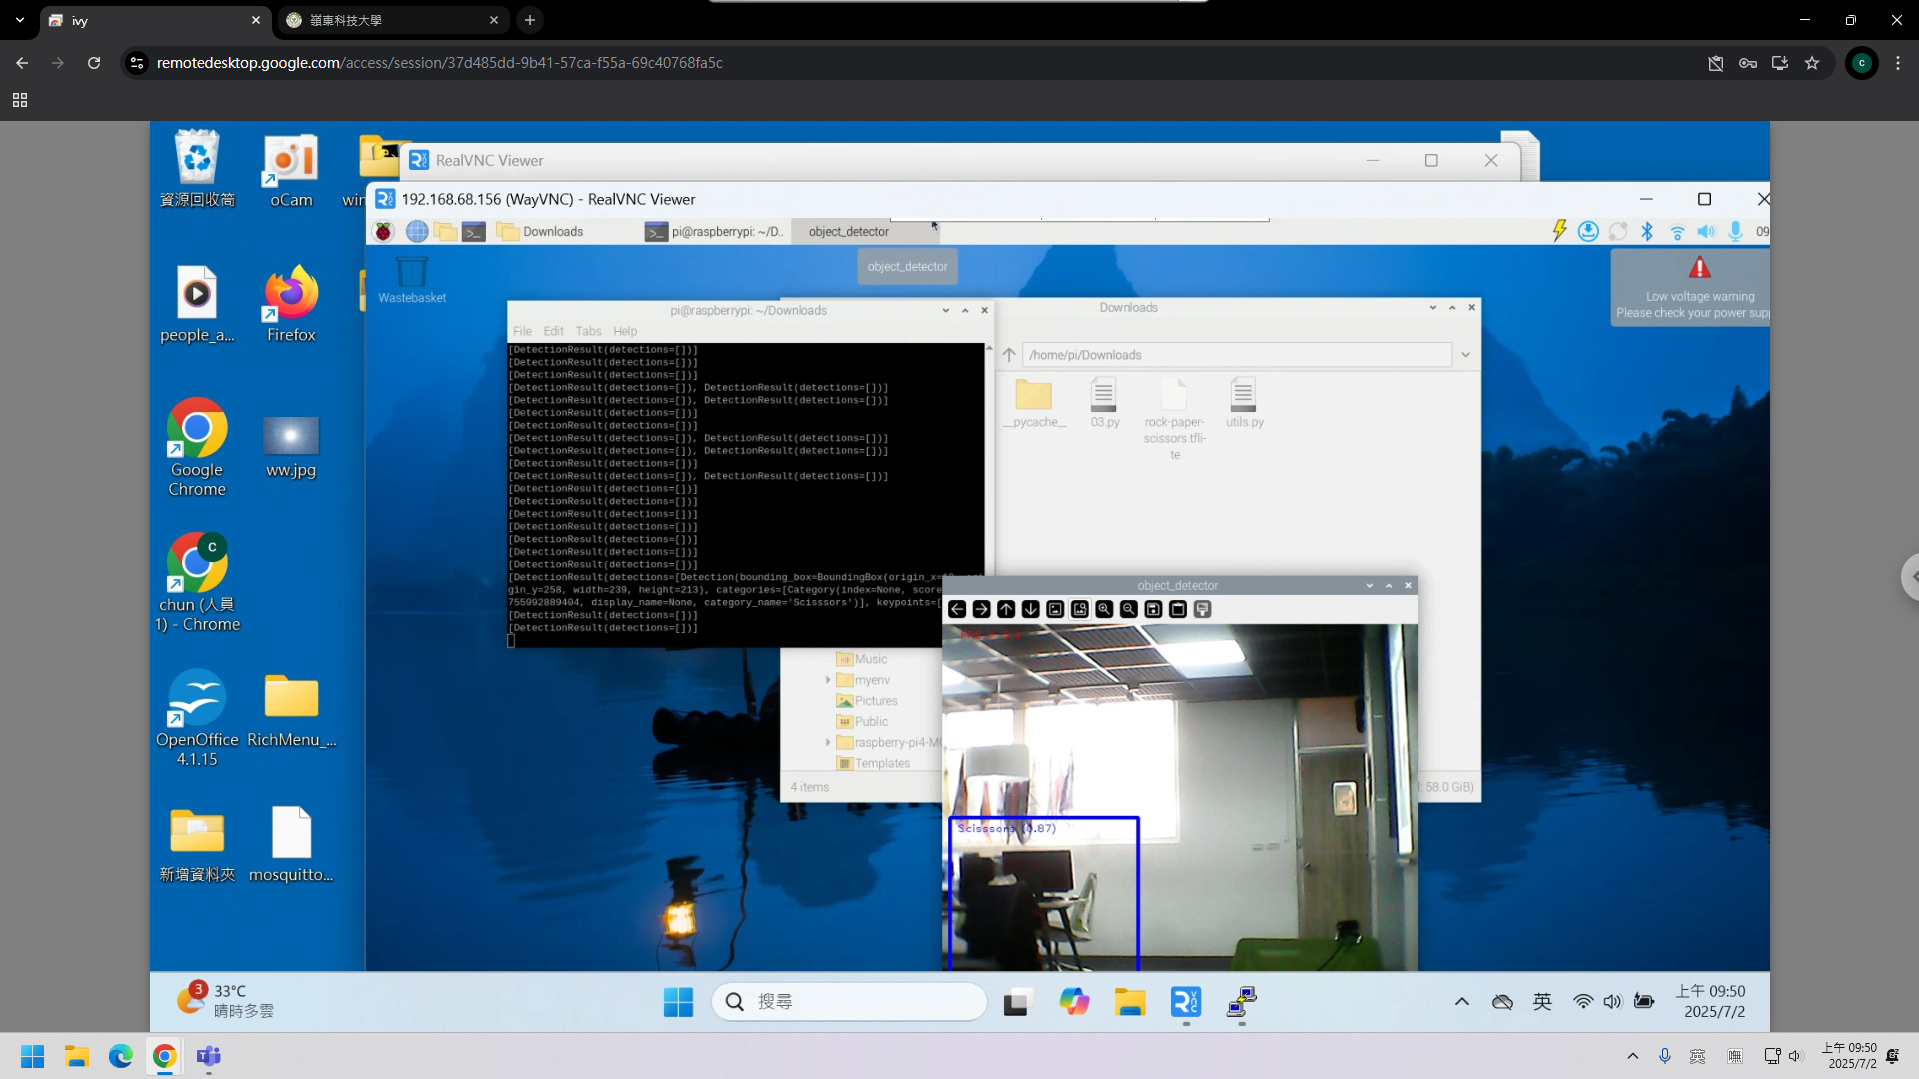 ivy
嶺東科技大學
remotedesktop.google.com/access/session/37d485dd-9b41-57ca-f55a-69c40768fa5c
c
資源回收筒
oCam
win
people_a...
Firefox
Google
Chrome
ww.jpg
C
chun (人員
1) - Chrome
OpenOffice
4.1.15
RichMenu_...
新增資料夾
mosquitto...
RealVNC Viewer
192.168.68.156 (WayVNC) - RealVNC Viewer
Downloads
pi@raspberrypi: ~/D..
object_detector
09
object_detector
Wastebasket
Low voltage warning
Please check your power supp
pi@raspberrypi: ~/Downloads
File Edit Tabs Help
[DetectionResult(detections=[])]
[DetectionResult(detections=[])]
[DetectionResult(detections=[])]
[DetectionResult(detections=[]), DetectionResult(detections=[])]
[DetectionResult(detections=[]), DetectionResult(detections=[])]
[DetectionResult(detections=[])]
[DetectionResult(detections=[])]
[DetectionResult(detections=[]), DetectionResult(detections=[])]
[DetectionResult(detections=[]), DetectionResult(detections=[])]
[DetectionResult(detections=[])]
[DetectionResult(detections=[]), DetectionResult(detections=[])]
[DetectionResult(detections=[])]
[DetectionResult(detections=[])]
[DetectionResult(detections=[])]
[DetectionResult(detections=[])]
[DetectionResult(detections=[])]
[DetectionResult(detections=[])]
[DetectionResult(detections=[])]
[DetectionResult(detections=[Detection(bounding_box=BoundingBox(origin_x=
gin_y=258, width=239, height=213), categories=[Category(index=None, score
755992889404, display_name=None, category_name='Scisssors')], keypoints=[
[DetectionResult(detections=[])]
[DetectionResult(detections=[])]
Downloads
/home/pi/Downloads
__pycache__
03.py
rock-paper-
scissors.tfli-
te
utils.py
Music
myenv
Pictures
Public
raspberry-pi4-M
Templates
4 items
: 58.0 GiB)
object_detector
Scisssors (0.87)
3
33°C
晴時多雲
搜尋
英
上午 09:50
2025/7/2
英
上午 09:50
2025/7/2